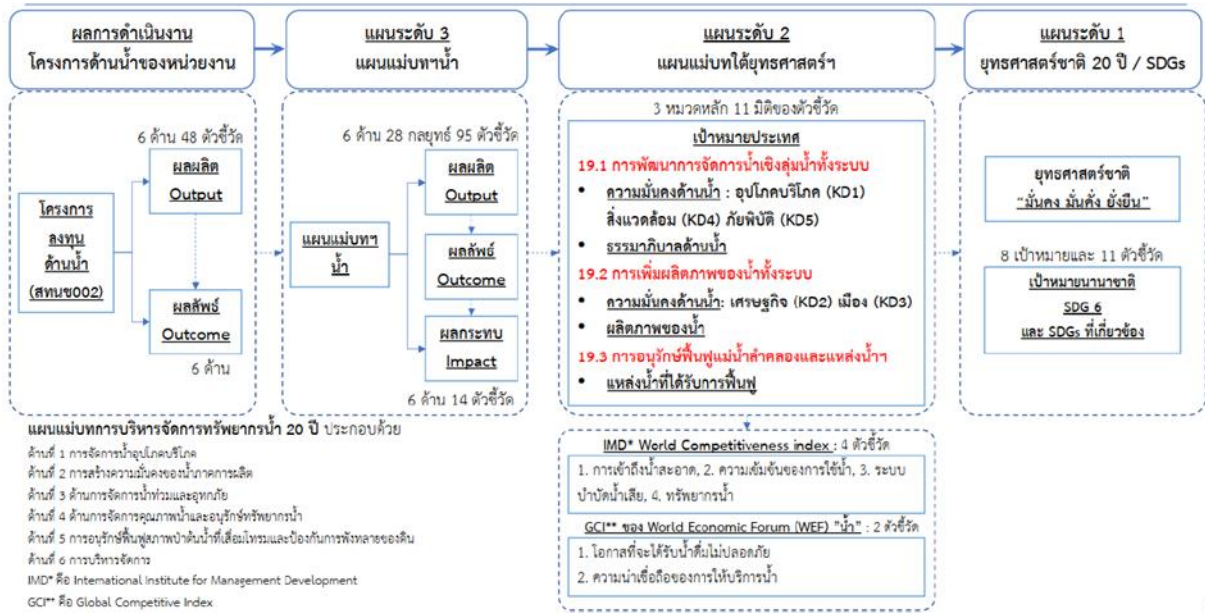 ผลการดำเนินงาน
โครงการด้านน้ำของหน่วยงาน
แผนระดับ 3
แผนแม่บทฯน้ำ
แผนระดับ 2
แผนแม่บทใต้ยุทธศาสตร์ฯ
แผนระดับ 1
ยุทธศาสตร์ชาติ 20 ปี / SDGs
6 ด้าน 48 ตัวชี้วัด
โครงการ
ลงทุน
ด้านน้ำ
(สทนช002)
ผลผลิต
Output
ผลลัพธ์
Outcome
6 ด้าน
6 ด้าน 28 กลยุทธ์ 95 ตัวชี้วัด
แผนแม่บทฯ
น้ำ
ผลผลิต
Output
ผลลัพธ์
Outcome
ผลกระทบ
Impact
6 ด้าน 14 ตัวชี้วัด
3 หมวดหลัก 11 มิติของตัวชี้วัด
เป้าหมายประเทศ
19.1 การพัฒนาการจัดการน้ำเชิงลุ่มน้ำทั้งระบบ
• ความมั่นคงด้านน้ำ : อุปโภคบริโภค (KD1)
สิ่งแวดล้อม (KD4) ภัยพิบัติ (KD5)
• ธรรมาภิบาลด้านน้ำ
19.2 การเพิ่มผลิตภาพของน้ำทั้งระบบ
• ความมั่นคงด้านน้ำ: เศรษฐกิจ (KD2) เมือง (KD3)
• ผลิตภาพของน้ำ
19.3 การอนุรักษ์ฟื้นฟูแม่น้ำลำคลองและแหล่งน้ำฯ
• แหล่งน้ำที่ได้รับการฟื้นฟู
ยุทธศาสตร์ชาติ
“มั่นคง มั่งคั่ง ยั่งยืน”
8 เป้าหมายและ 11 ตัวชี้วัด
เป้าหมายนานาชาติ
SDG 6
และ SDGs ที่เกี่ยวข้อง
IMD* World Competitiveness index : 4 ตัวชี้วัด
1. การเข้าถึงน้ำสะอาด, 2. ความเข้มข้นของการใช้น้ำ, 3. ระบบ
บำบัดน้ำเสีย, 4. ทรัพยากรน้ำ
GCI** ของ World Economic Forum (WEF) "น้ำ" : 2 ตัวชี้วัด
1. โอกาสที่จะได้รับน้ำดื่มไม่ปลอดภัย
2. ความน่าเชื่อถือของการให้บริการน้ำ
แผนแม่บทการบริหารจัดการทรัพยากรน้ำ 20 ปี ประกอบด้วย
ด้านที่ 1 การจัดการน้ำอุปโภคบริโภค
ด้านที่ 2 การสร้างความมั่นคงของน้ำภาคการผลิต
ด้านที่ 3 ด้านการจัดการน้ำท่วมและอุทกภัย
ด้านที่ 4 ด้านการจัดการคุณภาพน้ำและอนุรักษ์ทรัพยากรน้ำ
ด้านที่ 5 การอนุรักษ์ฟื้นฟูสภาพป่าต้นน้ำที่เสื่อมโทรมและป้องกันการพังทลายของดิน
ด้านที่ 6 การบริหารจัดการ
IMD* คือ International Institute for Management Development
GCI** คือ Global Competitive Index